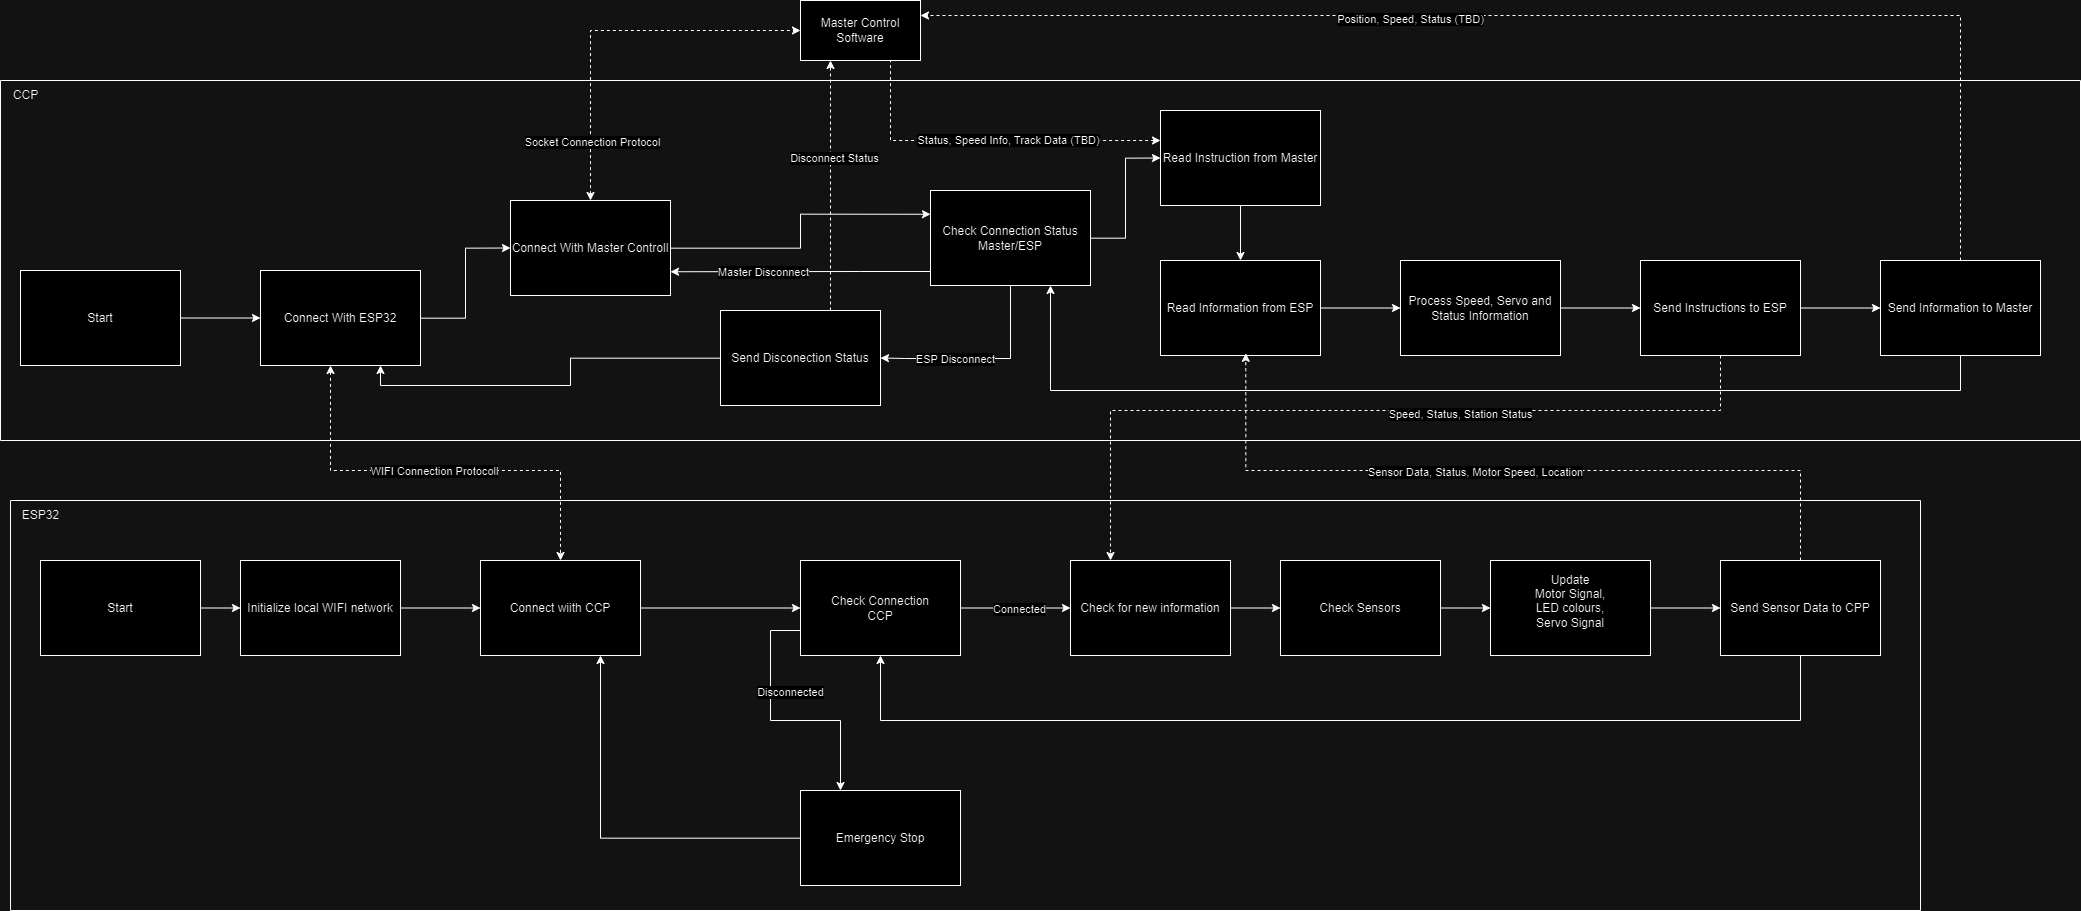 Master Control
Software
Position, Speed, Status (TBD)
CCP
Socket Connection Protocol
Disconnect Status
Status, Speed Info, Track Data (TBD)
Read Instruction from Master
Connect With Master Controll
Check Connection Status
Master/ESP
Master Disconnect
Start
Connect With ESP32
Send Disconection Status
ESP Disconnect
Read Information from ESP
Process Speed, Servo and
Status Information
Send Instructions to ESP
Send Information to Master
Speed, Status, Station Status
WIFI Connection Protocoll
Sensor Data, Status, Motor Speed, Location
ESP32
Start
Initialize local WIFI network
Connect wiith CCP
Check Connection
CCP
Connected
Check for new information
Check Sensors
Update
Motor Signal,
LED colours,
Servo Signal
Send Sensor Data to CPP
Disconnected
Emergency Stop